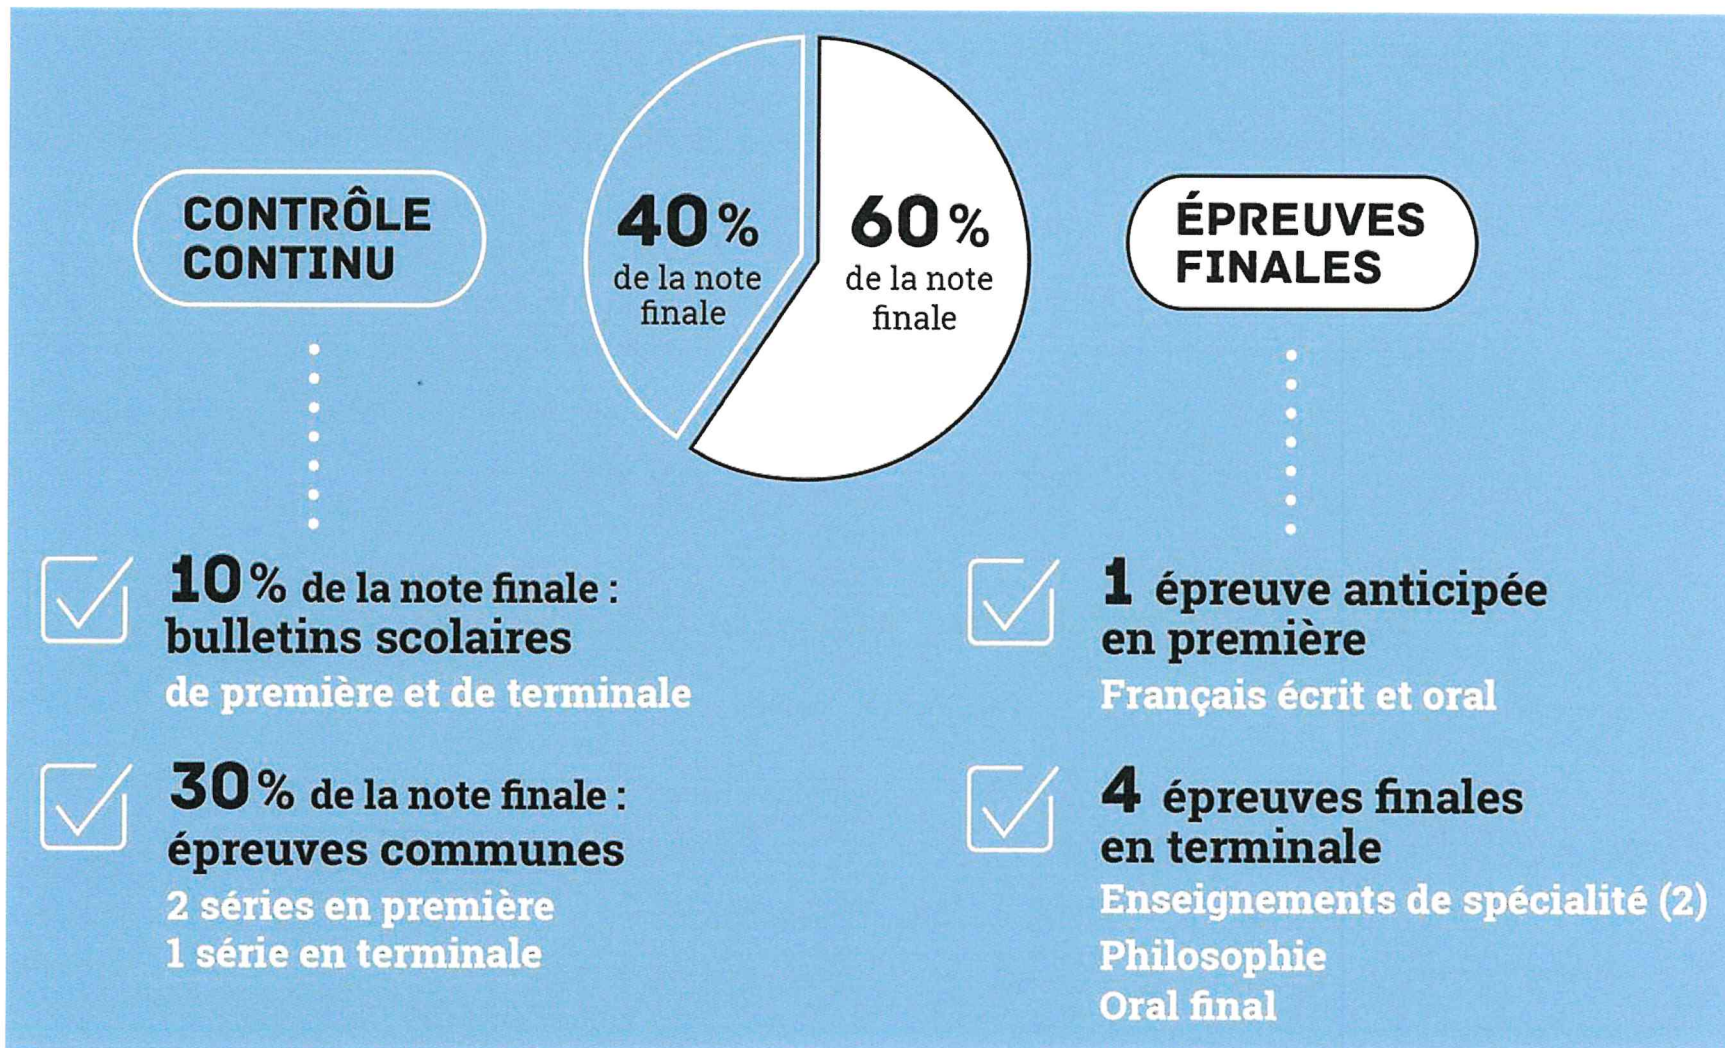 CONTRÔLE
CONTINU
40%
de la note
finale
60%
de la note
finale
ÉPREUVES
FINALES
10% de la note finale :
bulletins scolaires
de première et de terminale
30% de la note finale :
épreuves communes
2 séries en première
1 série en terminale
1 épreuve anticipée
en première
Français écrit et oral
4 épreuves finales
en terminale
Enseignements de spécialité (2)
Philosophie
Oral final